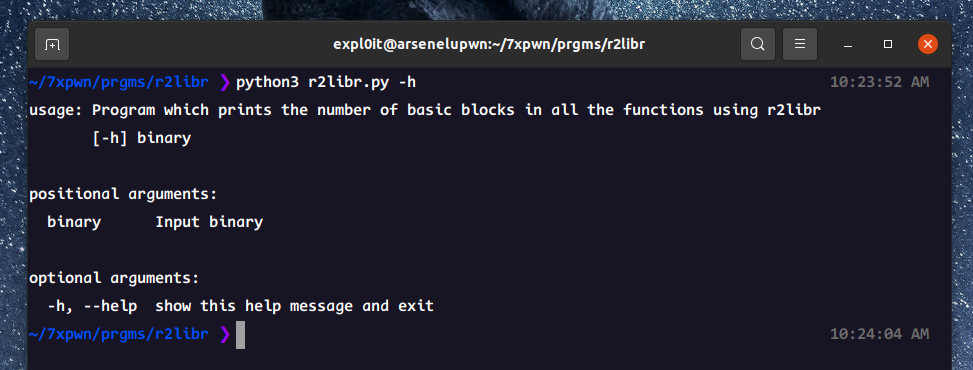 expl0it@arsenelupwn:~/7xpwn/prgms/r2libr
~/7xpwn/prgms/r2libr ❯ python3 r2libr.py -h 10:23:52 AM
usage: Program which prints the number of basic blocks in all the functions using r2libr
[-h] binary
positional arguments:
binary Input binary
optional arguments:
-h, --help show this help message and exit
~/7xpwn/prgms/r2libr ❯ 10:24:04 AM